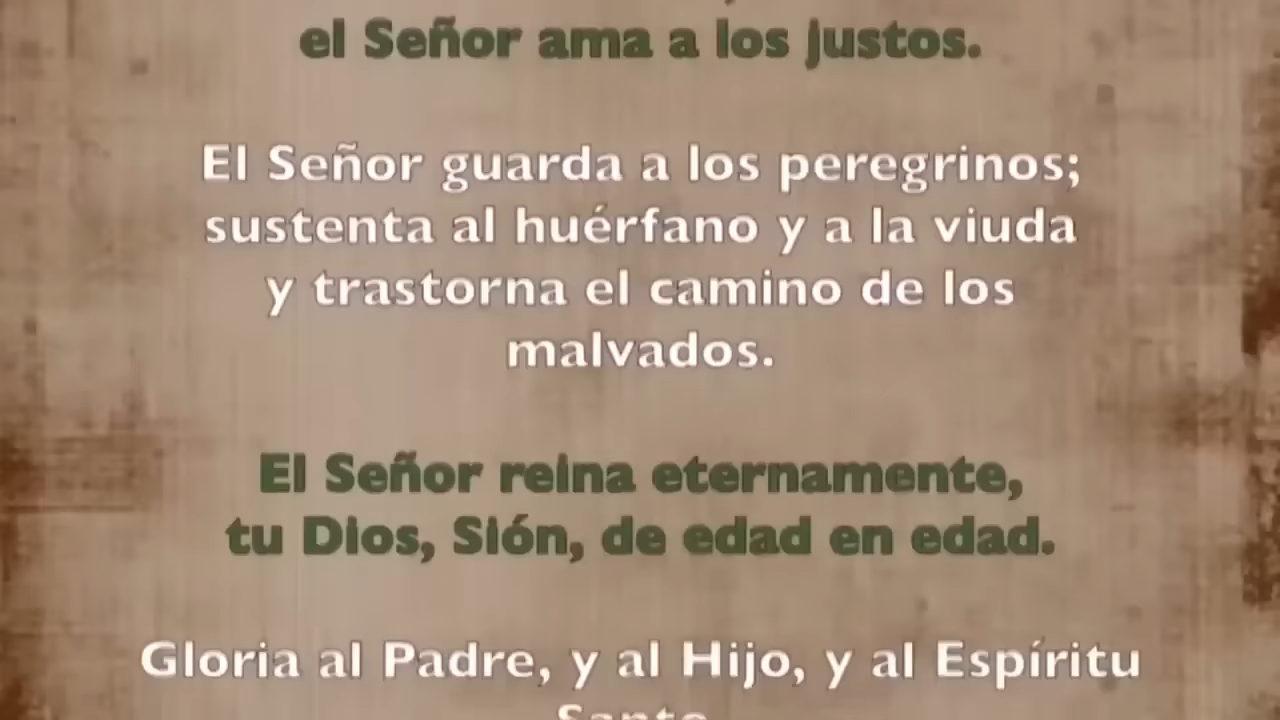 el Señor ama a los justos.
El Señor guarda a los peregrinos;
sustenta al huérfano y a la viuda
y trastorna el camino de los
malvados.
El Señor reina eternamente,
tu Dios, Sión, de edad en edad.
Gloria al Padre, y al Hijo, y al Espíritu